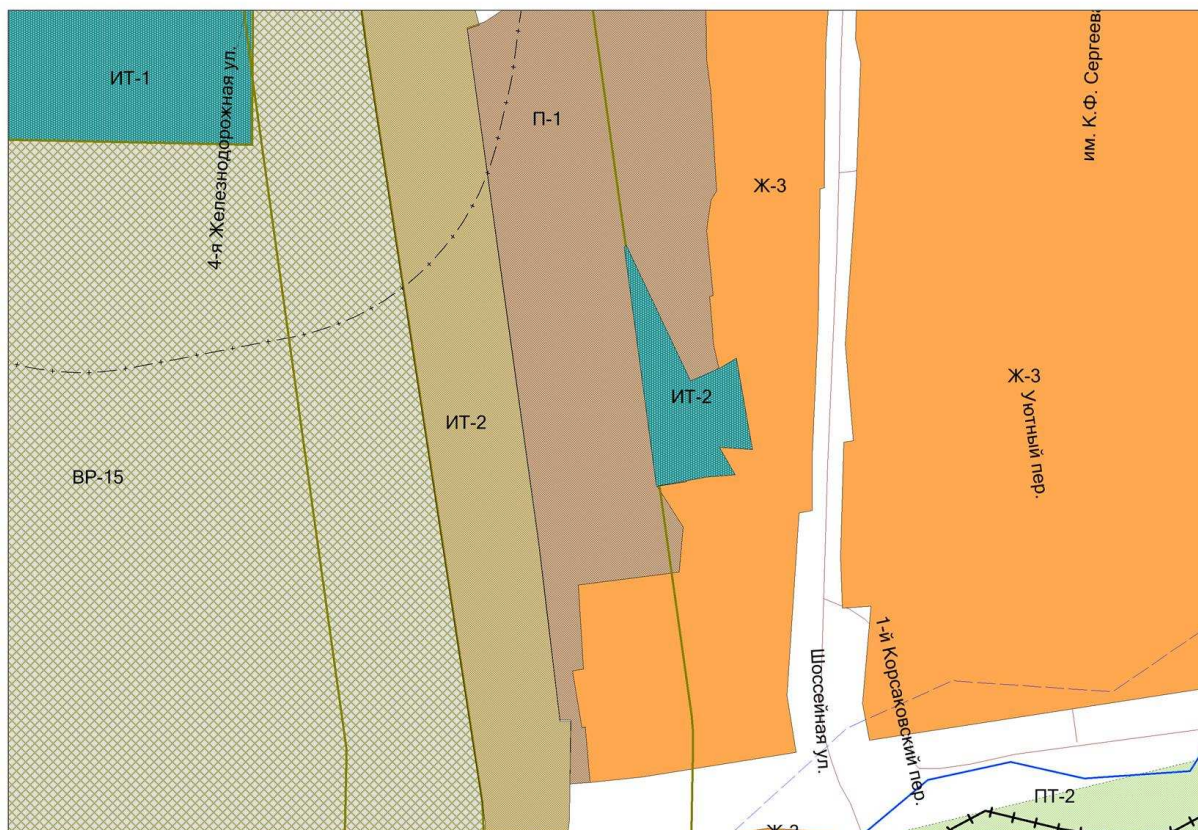 ИТ-1
4-я Железнодорожная ул.
П-1
им. К.Ф. Сергеева
Ж-3
Ж-3
Уютный пер.
ИТ-2
ИТ-2
ВР-15
Шоссейная ул.
1-й Корсаковский пер.
ПТ-2